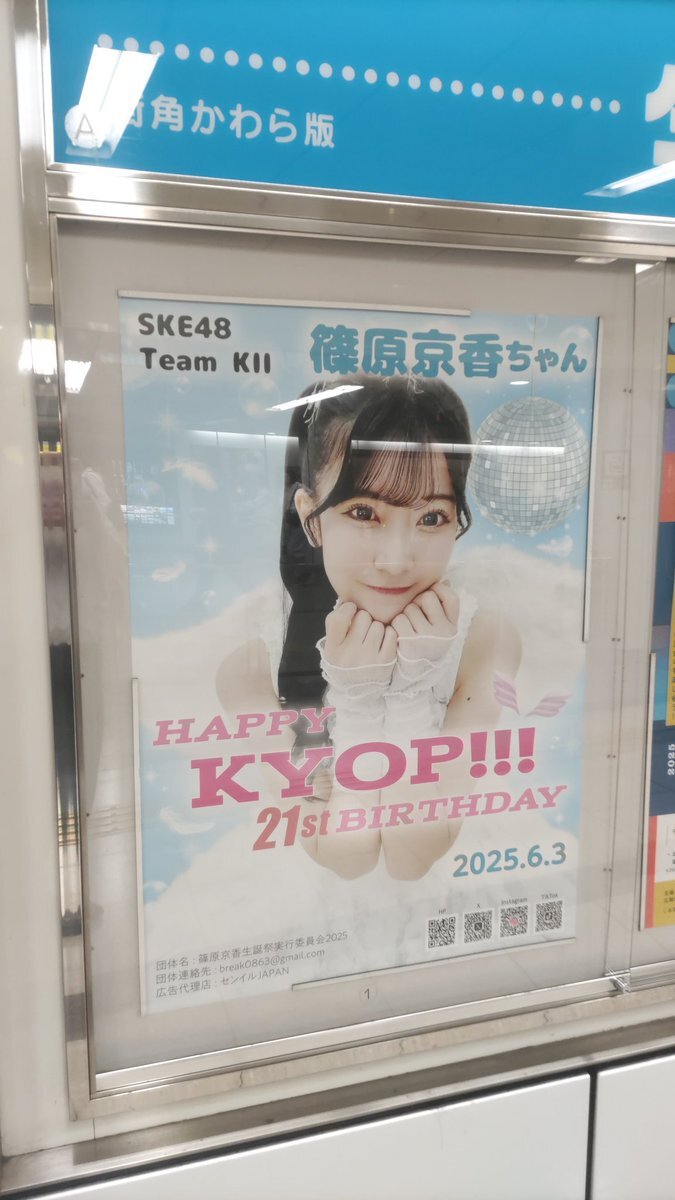 A
街角かわら版
SKE48
Team KII
篠原京香ちゃん
HAPPY
KYOP!!!
21st BIRTHDAY
2025.6.3
HP
X
Instagram
TikTok
団体名 : 篠原京香生誕祭実行委員会2025
団体連絡先 : break0863@gmail.com
広告代理店 : センイルJAPAN
1
2025